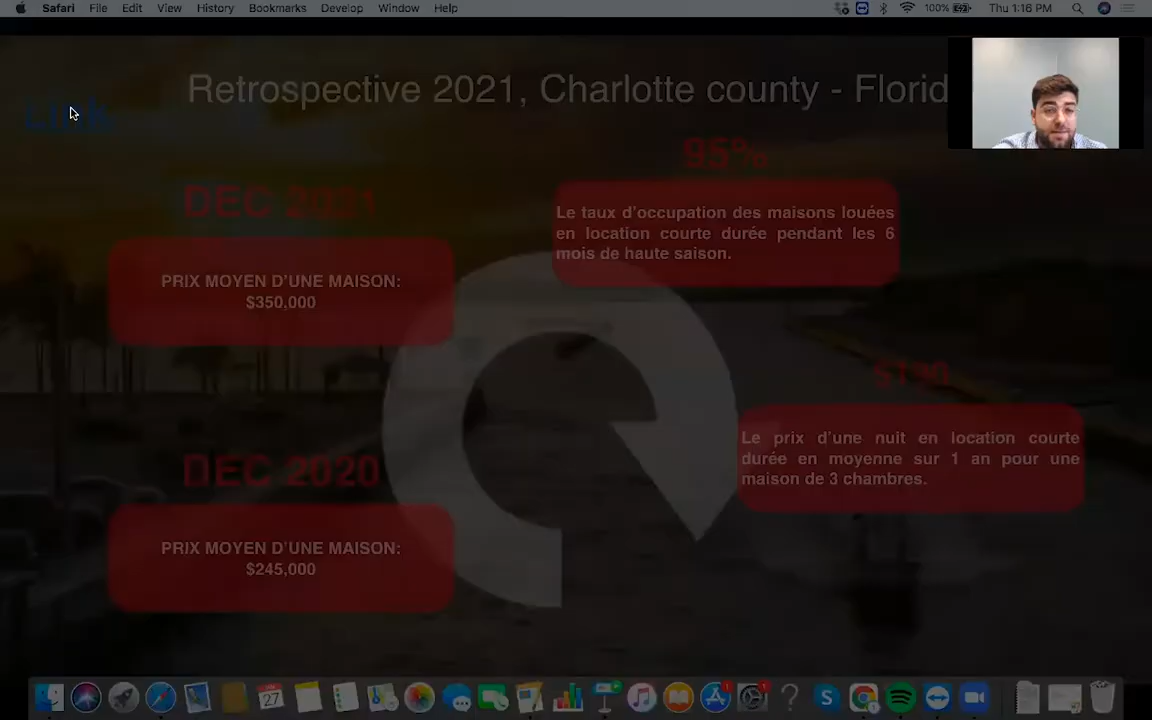 Safari File Edit View History Bookmarks Develop Window Help 100% Thu 1:16 PM
Retrospective 2021, Charlotte county - Florid
Link
95%
DEC 2021
Le taux d'occupation des maisons louées
en location courte durée pendant les 6
mois de haute saison.
PRIX MOYEN D'UNE MAISON:
$350,000
$190
Le prix d'une nuit en location courte
durée en moyenne sur 1 an pour une
maison de 3 chambres.
DEC 2020
PRIX MOYEN D'UNE MAISON:
$245,000
27